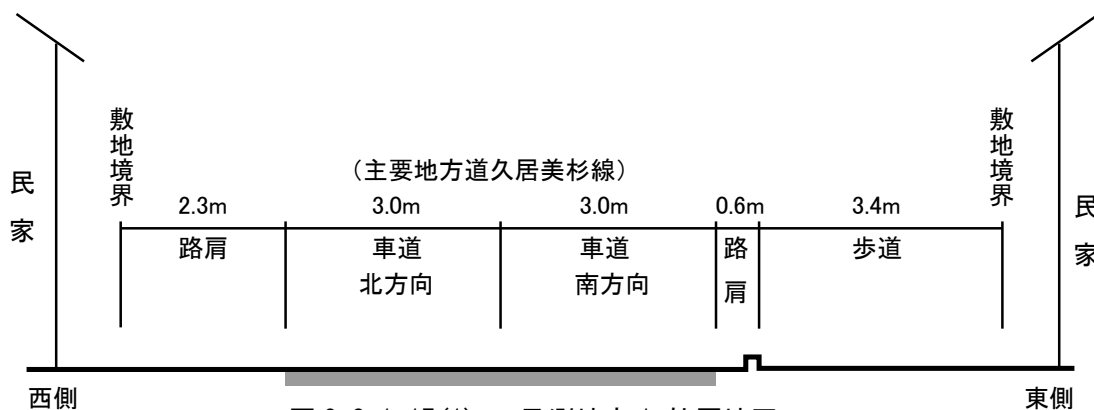 敷地境界
敷地境界
民家
民家
(主要地方道久居美杉線)
2.3m 3.0m 3.0m 0.6m 3.4m
路肩 車道 車道 路肩 歩道
北方向 南方向
西側 東側